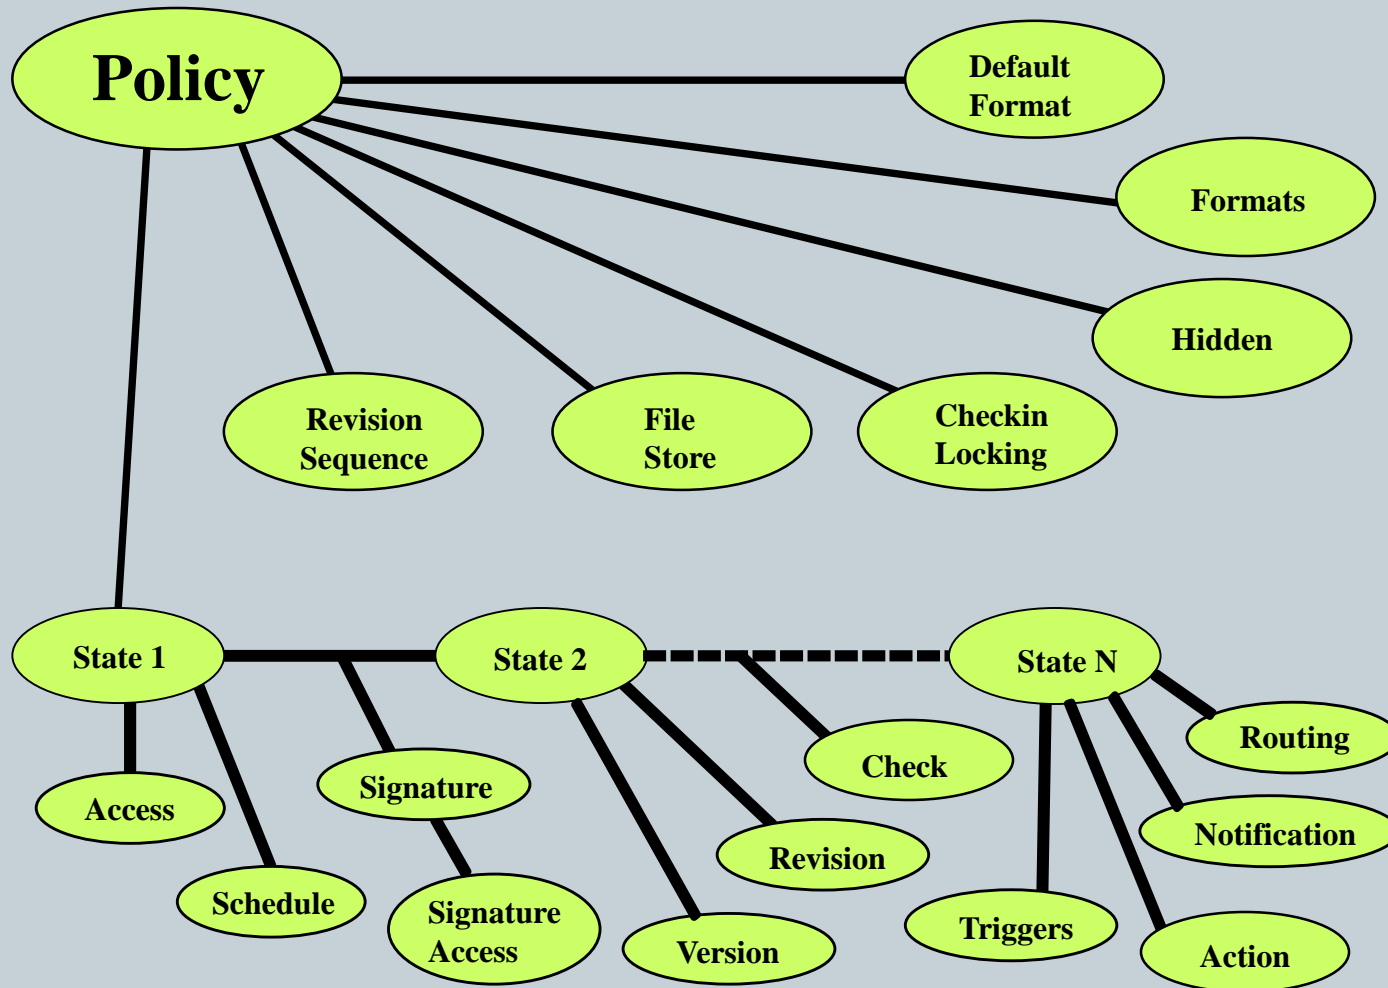 Policy
Default
Format
Formats
Hidden
Revision
Sequence
File
Store
Checkin
Locking
State 1
State 2
State N
Routing
Check
Signature
Access
Notification
Revision
Schedule
Signature
Access
Triggers
Version
Action